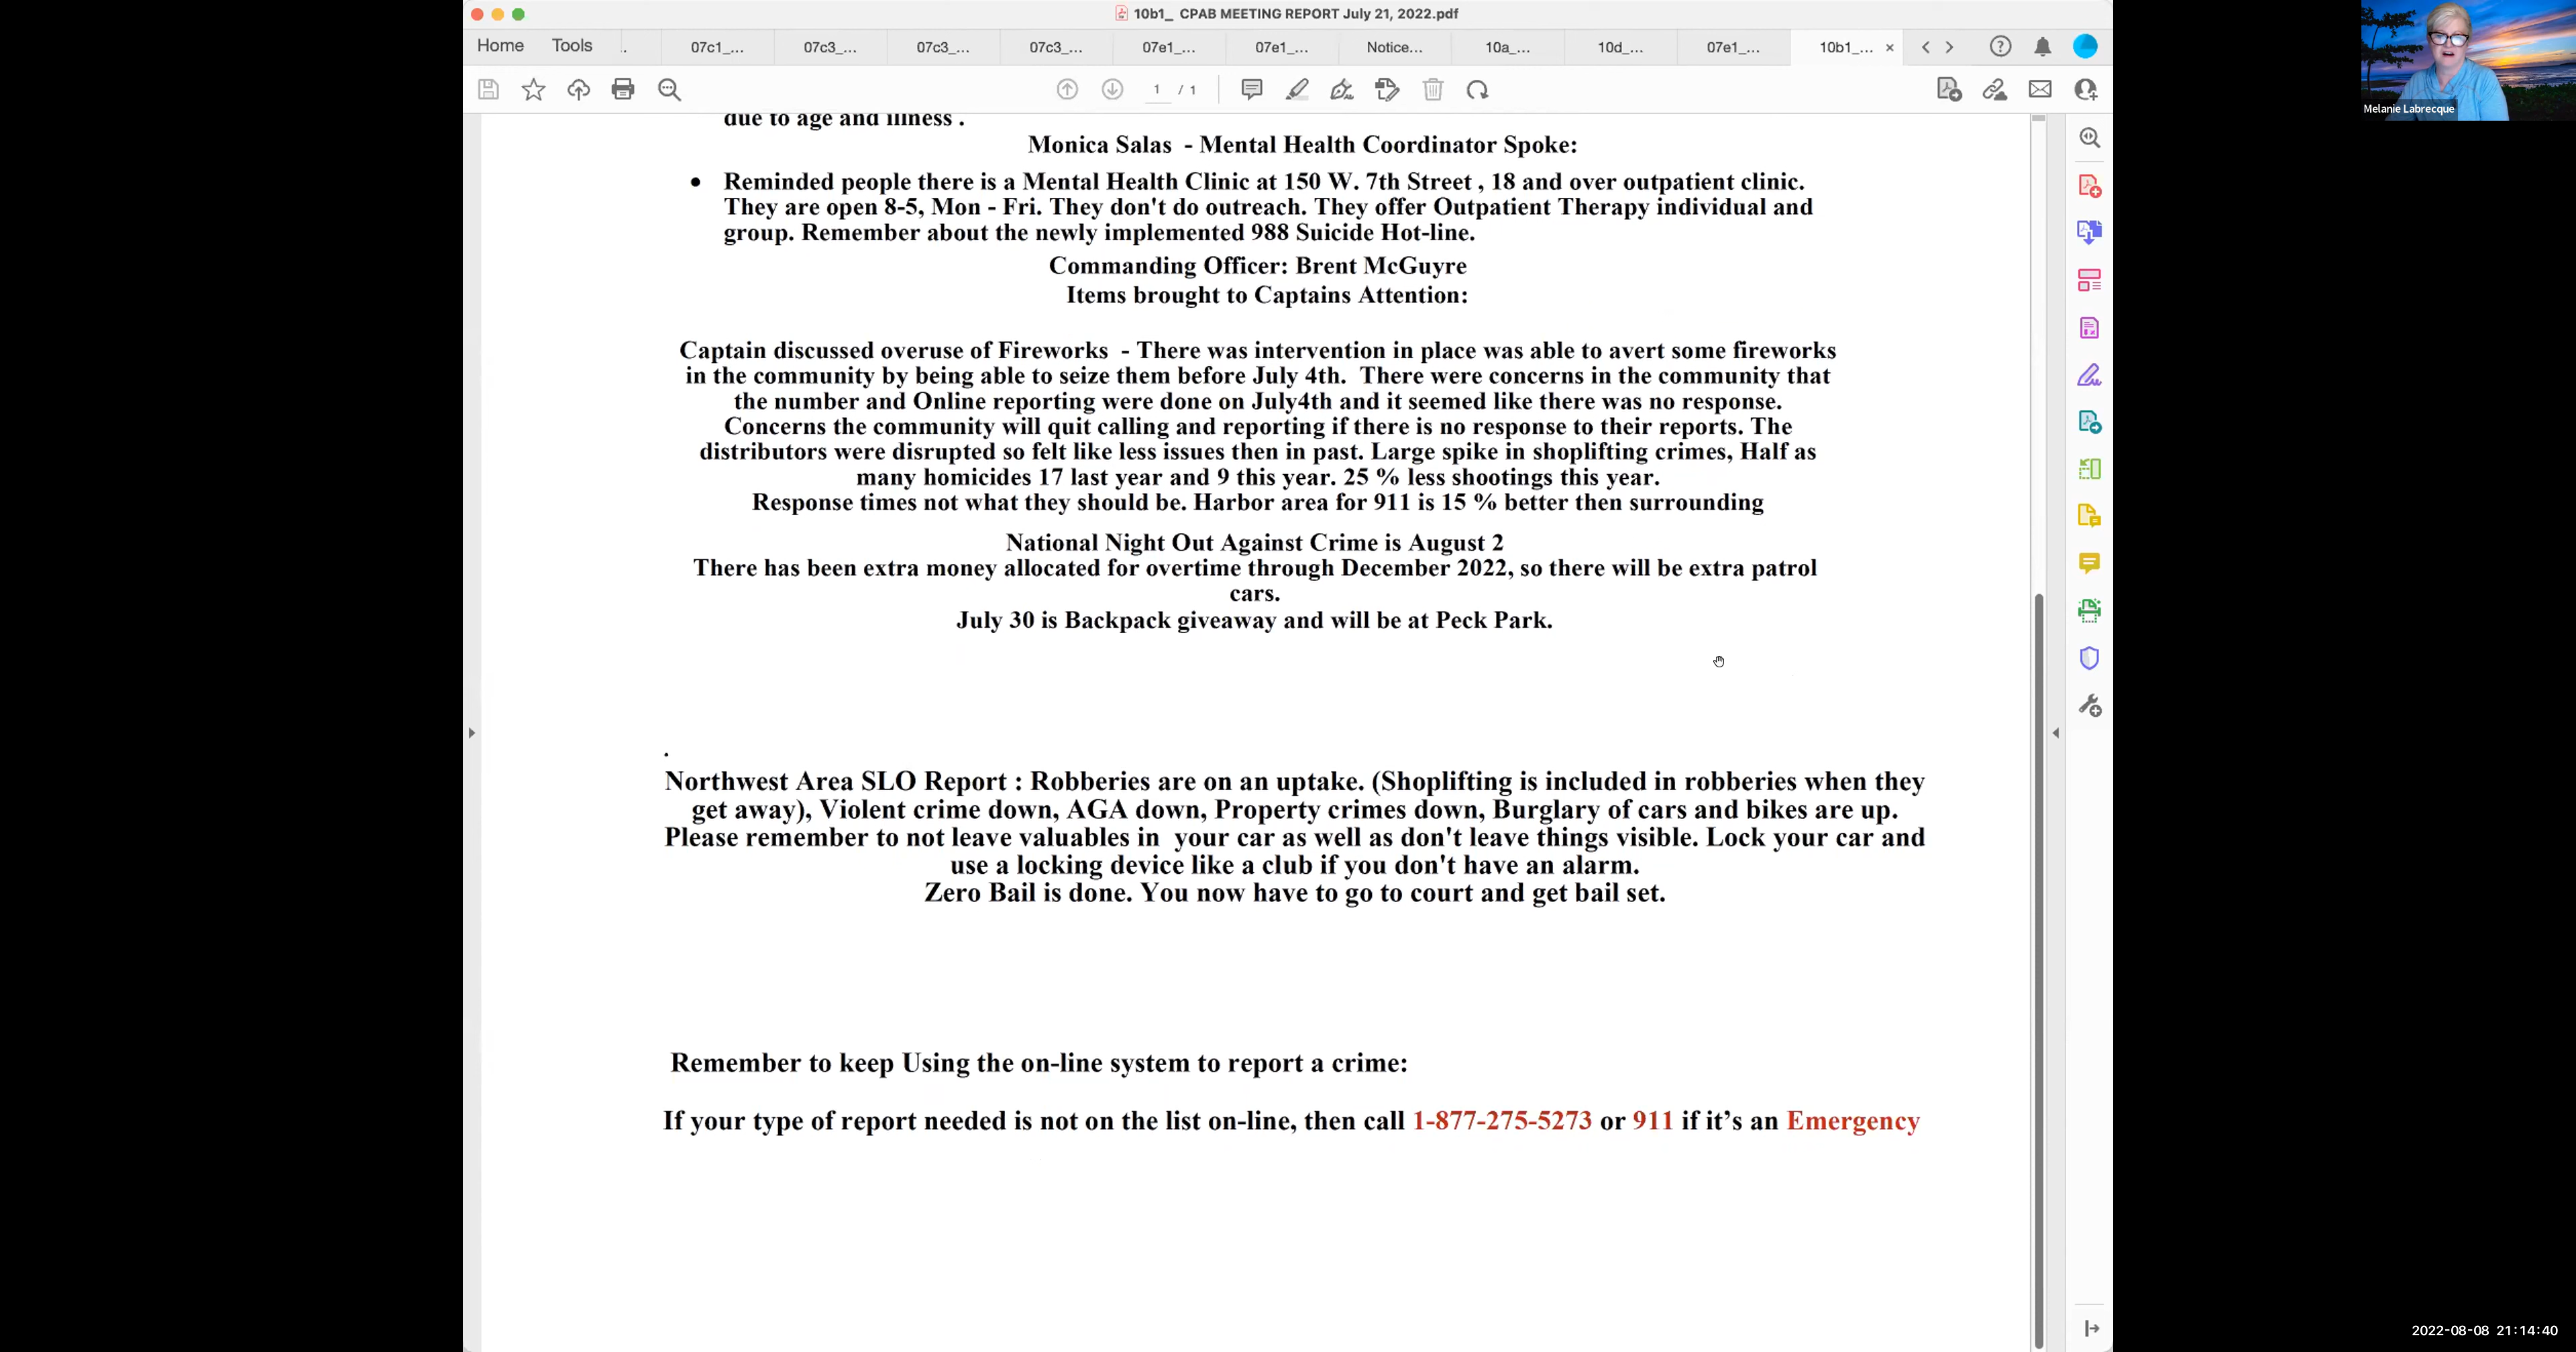 10b1_ CPAB MEETING REPORT July 21, 2022.pdf
Home Tools . 07c1_... 07c3_... 07c3_... 07c3_... 07e1_... 07e1_... Notice... 10a_... 10d_... 07e1_... 10b1_... ×
1 / 1
Melanie Labrecque
due to age and illness .
Monica Salas - Mental Health Coordinator Spoke:
• Reminded people there is a Mental Health Clinic at 150 W. 7th Street , 18 and over outpatient clinic.
They are open 8-5, Mon - Fri. They don't do outreach. They offer Outpatient Therapy individual and
group. Remember about the newly implemented 988 Suicide Hot-line.
Commanding Officer: Brent McGuyre
Items brought to Captains Attention:
Captain discussed overuse of Fireworks - There was intervention in place was able to avert some fireworks
in the community by being able to seize them before July 4th. There were concerns in the community that
the number and Online reporting were done on July4th and it seemed like there was no response.
Concerns the community will quit calling and reporting if there is no response to their reports. The
distributors were disrupted so felt like less issues then in past. Large spike in shoplifting crimes, Half as
many homicides 17 last year and 9 this year. 25 % less shootings this year.
Response times not what they should be. Harbor area for 911 is 15 % better then surrounding
National Night Out Against Crime is August 2
There has been extra money allocated for overtime through December 2022, so there will be extra patrol
cars.
July 30 is Backpack giveaway and will be at Peck Park.
.
Northwest Area SLO Report : Robberies are on an uptake. (Shoplifting is included in robberies when they
get away), Violent crime down, AGA down, Property crimes down, Burglary of cars and bikes are up.
Please remember to not leave valuables in your car as well as don't leave things visible. Lock your car and
use a locking device like a club if you don't have an alarm.
Zero Bail is done. You now have to go to court and get bail set.
Remember to keep Using the on-line system to report a crime:
If your type of report needed is not on the list on-line, then call 1-877-275-5273 or 911 if it’s an Emergency
2022-08-08 21:14:40